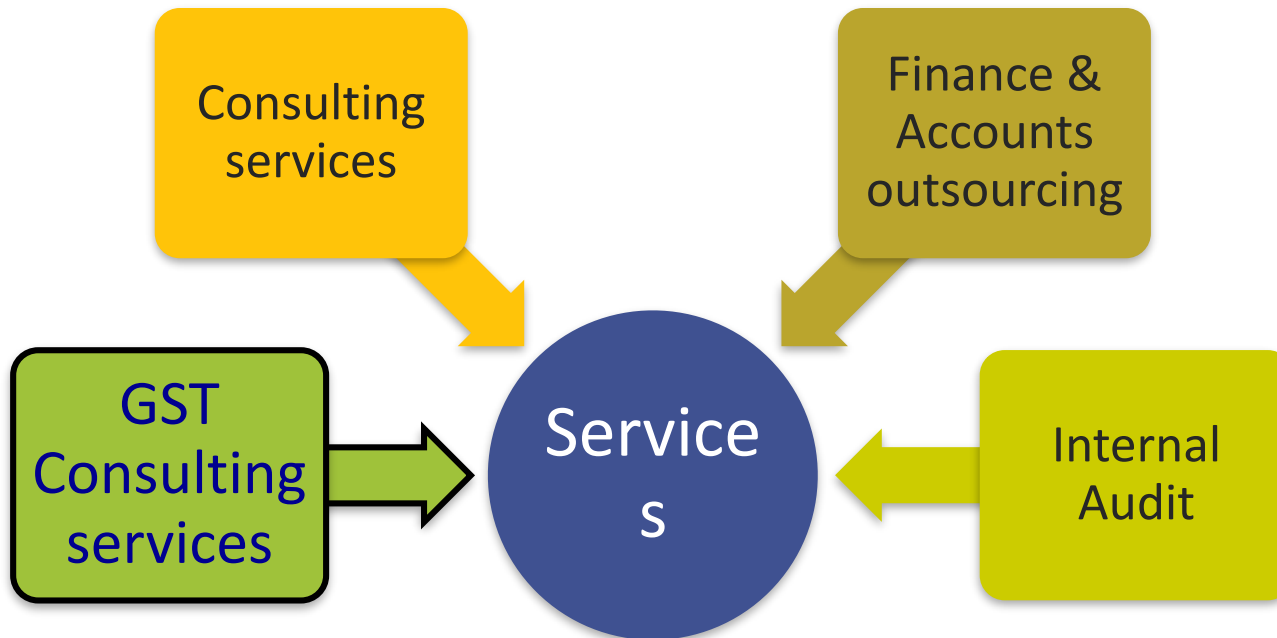 Consulting
services
Finance &
Accounts
outsourcing
GST
Consulting
services
Service
s
Internal
Audit